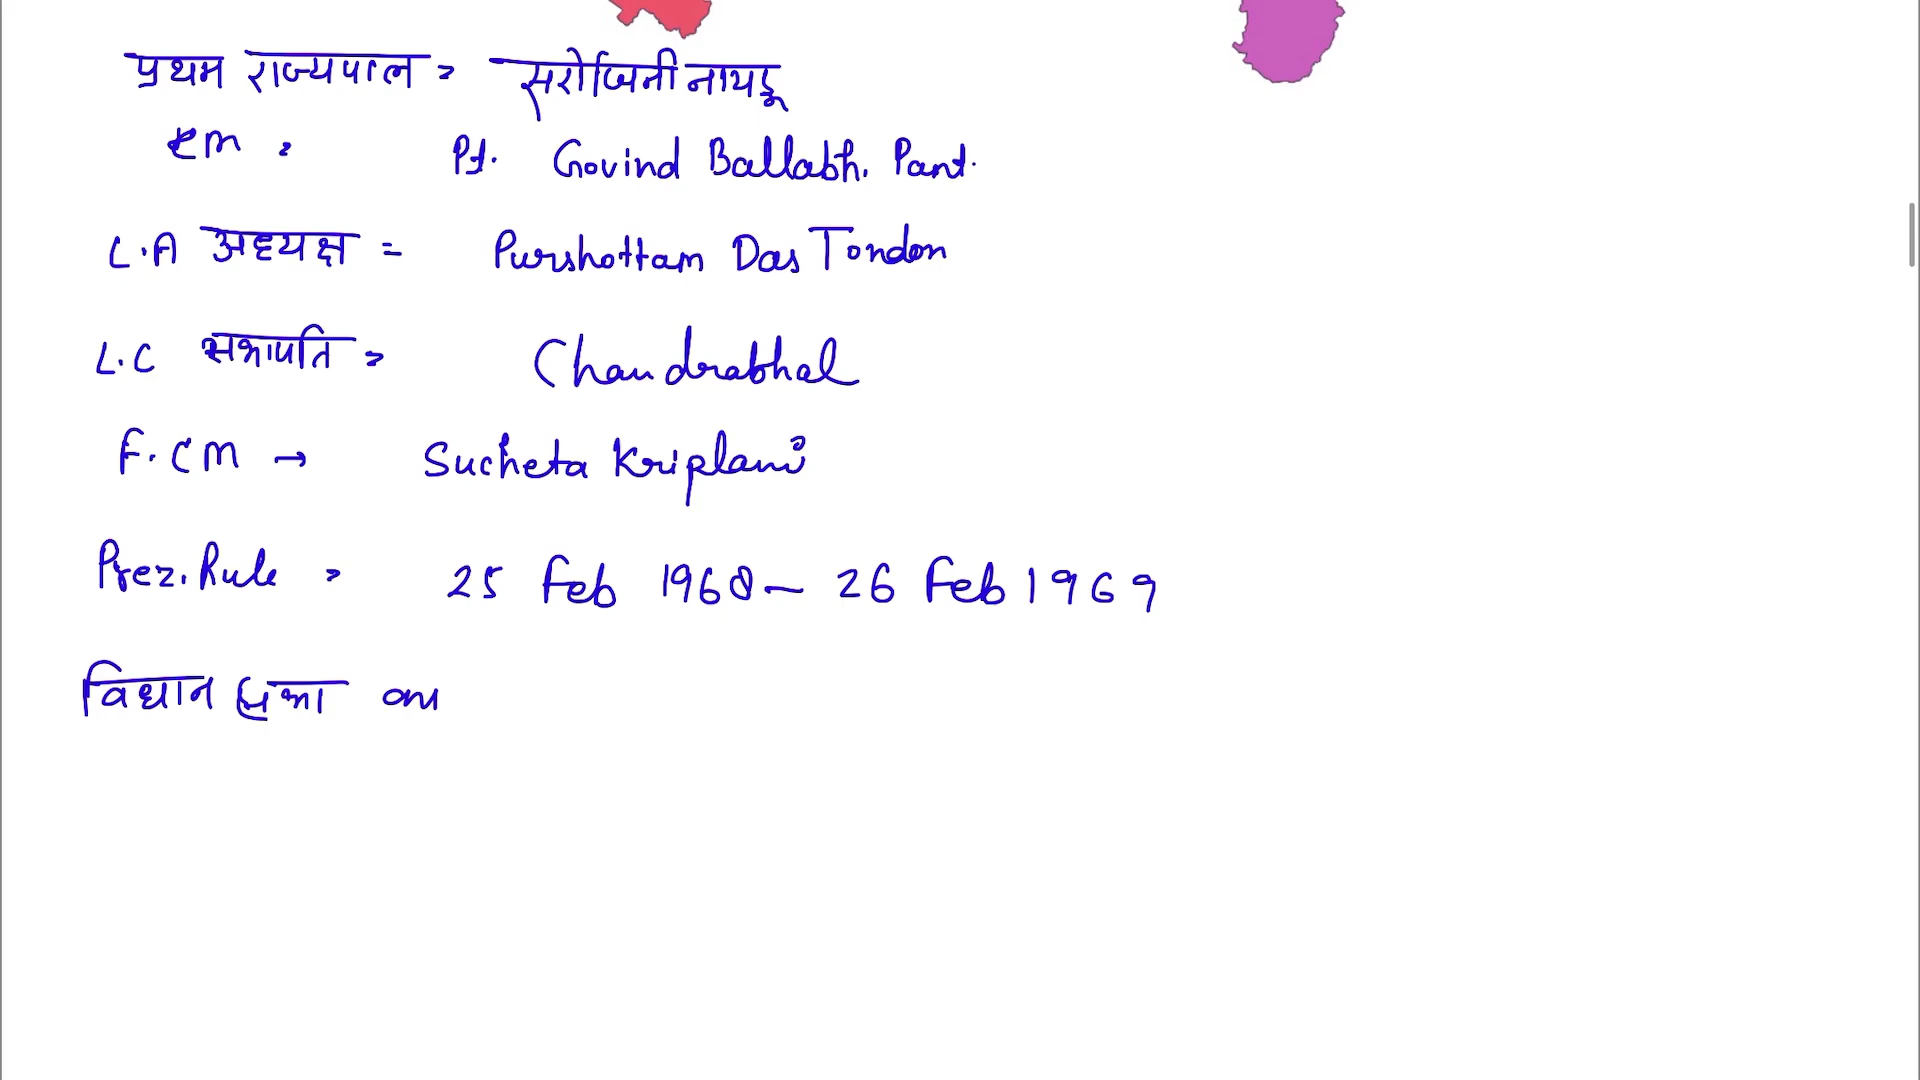 प्रथम राज्यपाल = सरोजिनी नायडू
CM = Pt. Govind Ballabh. Pant.
L.A अध्यक्ष = Purshottam Das Tondon
L.C सभापति = Chandrabhal
F. CM → Sucheta Kriplani
Prez. Rule = 25 Feb 1968 – 26 Feb 1969
विधान सभा